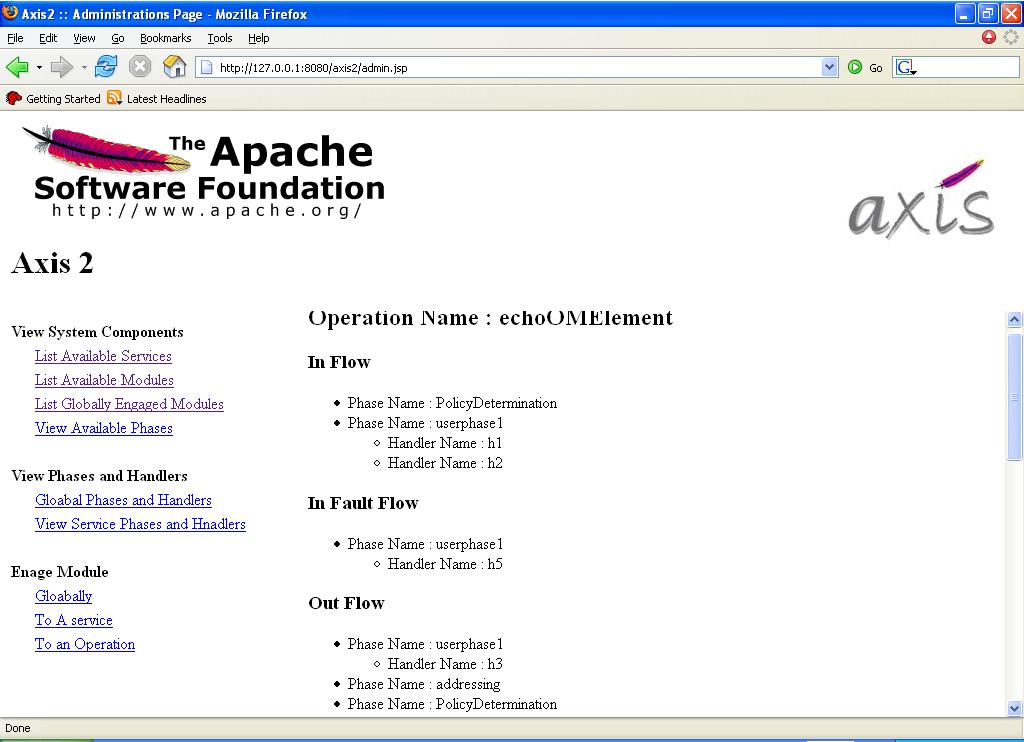 Axis2 :: Administrations Page - Mozilla Firefox
File Edit View Go Bookmarks Tools Help
http://127.0.0.1:8080/axis2/admin.jsp Go G
Getting Started Latest Headlines
The Apache
Software Foundation
http://www.apache.org/
axis
Axis 2
View System Components
List Available Services
List Available Modules
List Globally Engaged Modules
View Available Phases
View Phases and Handlers
Gloabal Phases and Handlers
View Service Phases and Hnadlers
Enage Module
Gloabally
To A service
To an Operation
Operation Name : echoOMElement
In Flow
Phase Name : PolicyDetermination
Phase Name : userphase1
Handler Name : h1
Handler Name : h2
In Fault Flow
Phase Name : userphase1
Handler Name : h5
Out Flow
Phase Name : userphase1
Handler Name : h3
Phase Name : addressing
Phase Name : PolicyDetermination
Done